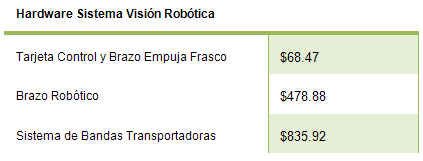 Hardware Sistema Visión Robótica
Tarjeta Control y Brazo Empuja Frasco $68.47
Brazo Robótico $478.88
Sistema de Bandas Transportadoras $835.92